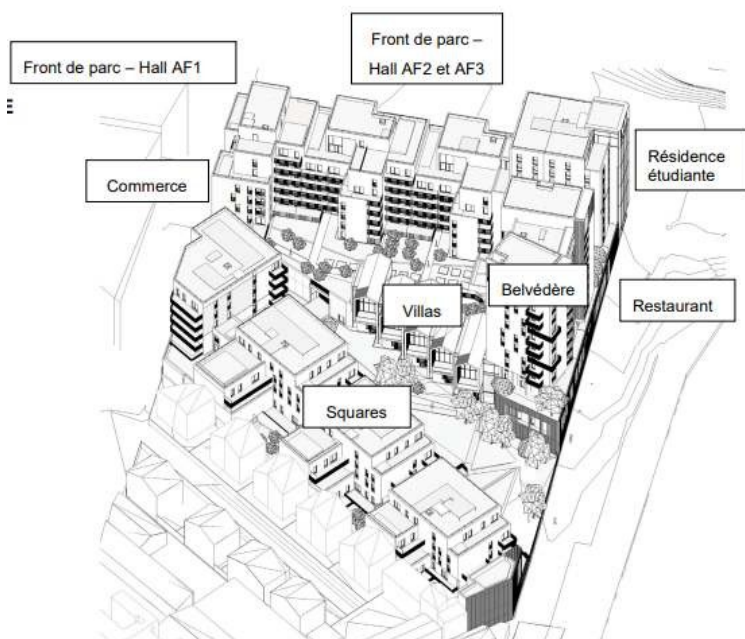 Front de parc – Hall AF1
Front de parc –
Hall AF2 et AF3
Commerce
Résidence
étudiante
Villas
Belvédère
Restaurant
Squares